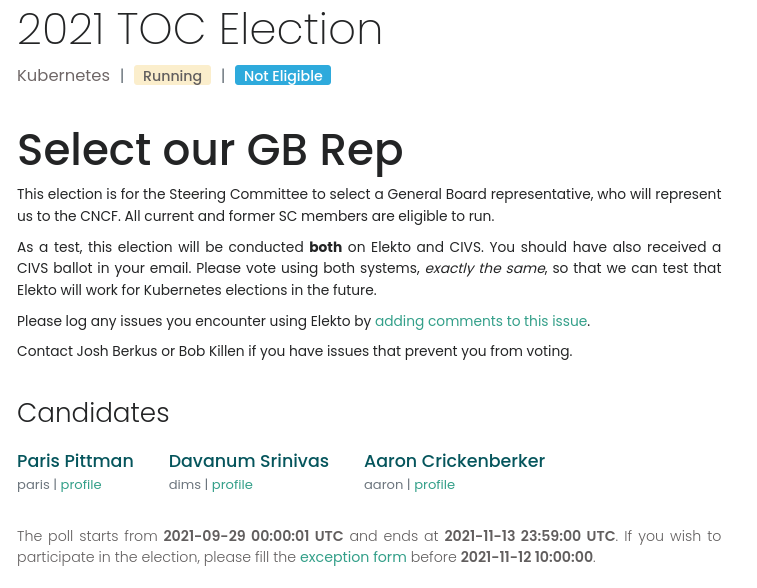 2021 TOC Election
Kubernetes | Running | Not Eligible
Select our GB Rep
This election is for the Steering Committee to select a General Board representative, who will represent
us to the CNCF. All current and former SC members are eligible to run.
As a test, this election will be conducted both on Elekto and CIVS. You should have also received a
CIVS ballot in your email. Please vote using both systems, exactly the same, so that we can test that
Elekto will work for Kubernetes elections in the future.
Please log any issues you encounter using Elekto by adding comments to this issue.
Contact Josh Berkus or Bob Killen if you have issues that prevent you from voting.
Candidates
Paris Pittman Davanum Srinivas Aaron Crickenberker
paris | profile dims | profile aaron | profile
The poll starts from 2021-09-29 00:00:01 UTC and ends at 2021-11-13 23:59:00 UTC. If you wish to
participate in the election, please fill the exception form before 2021-11-12 10:00:00.